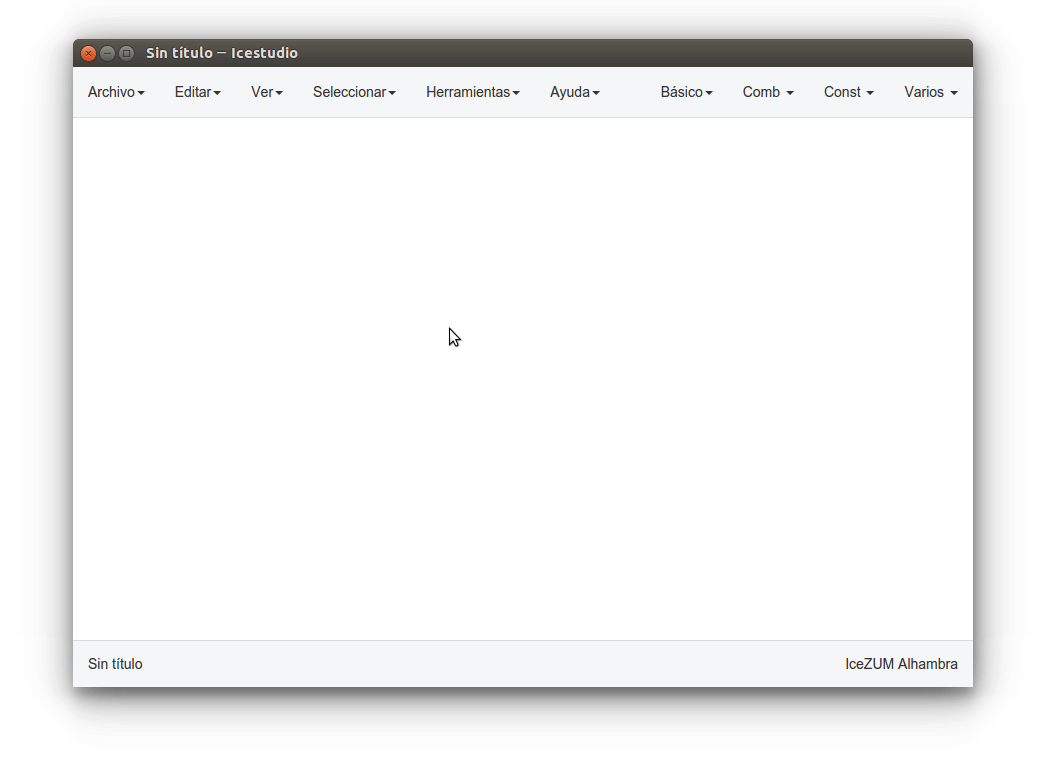 Sin título – Icestudio
Archivo Editar Ver Seleccionar Herramientas Ayuda Básico Comb Const Varios
Sin título IceZUM Alhambra